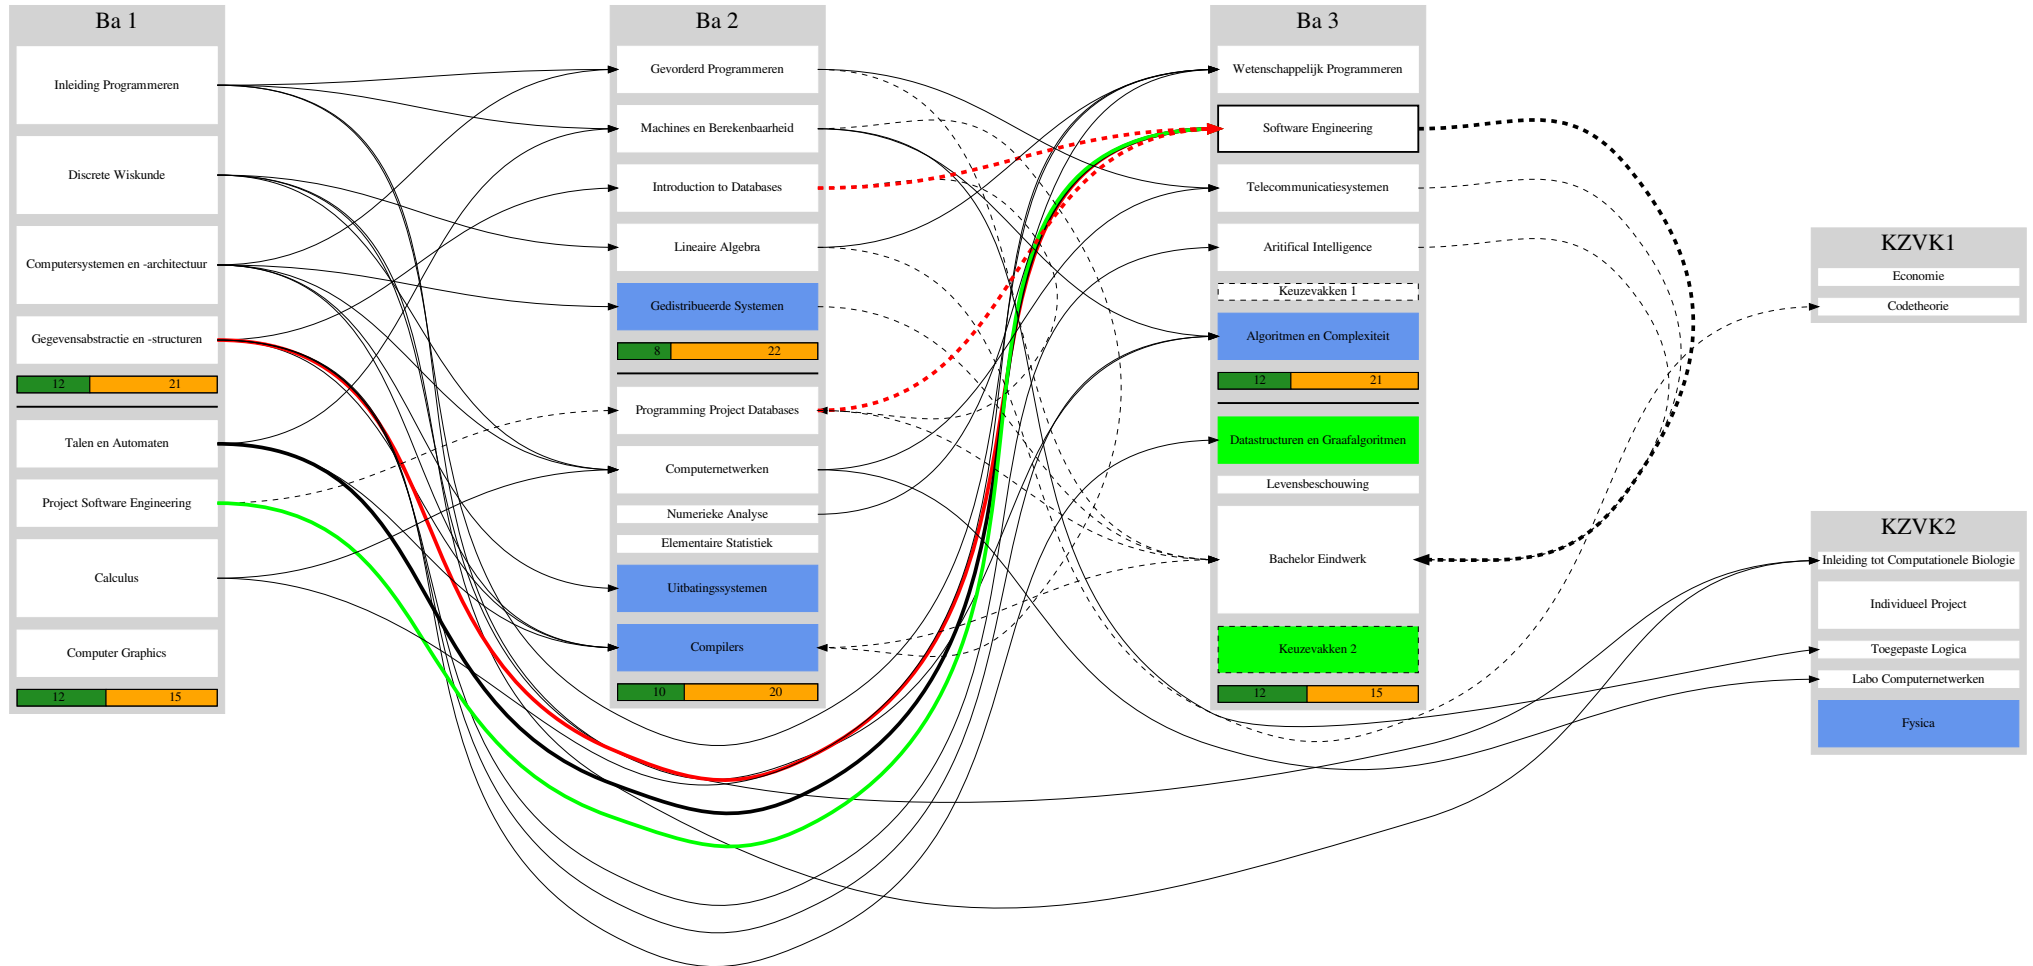 Ba 1
Inleiding Programmeren
Discrete Wiskunde
Computersystemen en -architectuur
Gegevensabstractie en -structuren
12 21
Talen en Automaten
Project Software Engineering
Calculus
Computer Graphics
12 15
Ba 2
Gevorderd Programmeren
Machines en Berekenbaarheid
Introduction to Databases
Lineaire Algebra
Gedistribueerde Systemen
8 22
Programming Project Databases
Computernetwerken
Numerieke Analyse
Elementaire Statistiek
Uitbatingssystemen
Compilers
10 20
Ba 3
Wetenschappelijk Programmeren
Software Engineering
Telecommunicatiesystemen
Aritifical Intelligence
Keuzevakken 1
Algoritmen en Complexiteit
12 21
Datastructuren en Graafalgoritmen
Levensbeschouwing
Bachelor Eindwerk
Keuzevakken 2
12 15
KZVK1
Economie
Codetheorie
KZVK2
Inleiding tot Computationele Biologie
Individueel Project
Toegepaste Logica
Labo Computernetwerken
Fysica